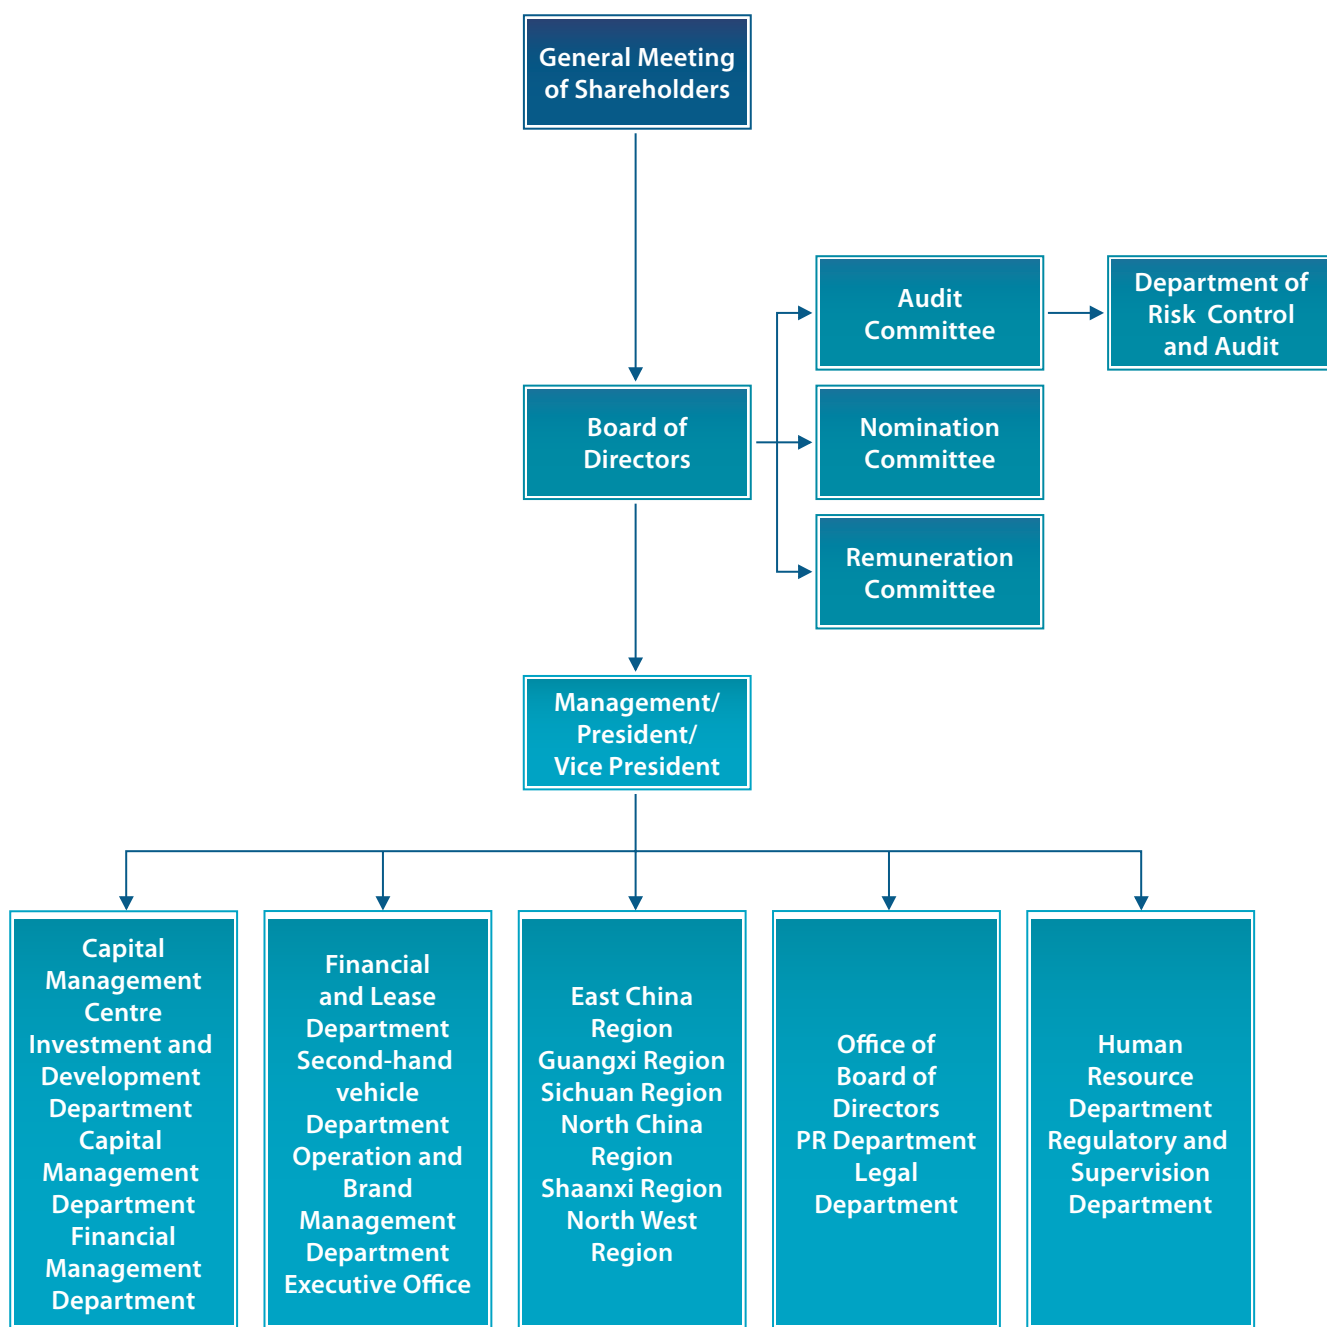 General Meeting
of Shareholders
Audit
Committee
Department of
Risk Control
and Audit
Board of
Directors
Nomination
Committee
Remuneration
Committee
Management/
President/
Vice President
Capital
Management
Centre
Investment and
Development
Department
Capital
Management
Department
Financial
Management
Department
Financial
and Lease
Department
Second-hand
vehicle
Department
Operation and
Brand
Management
Department
Executive Office
East China
Region
Guangxi Region
Sichuan Region
North China
Region
Shaanxi Region
North West
Region
Office of
Board of
Directors
PR Department
Legal
Department
Human
Resource
Department
Regulatory and
Supervision
Department